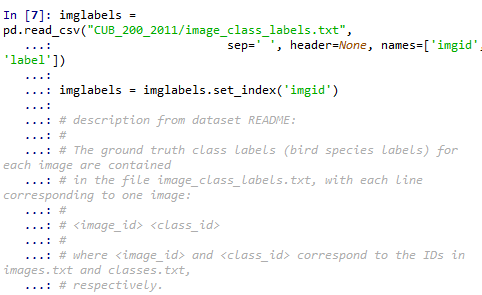 In [7]: imglabels =
pd.read_csv("CUB_200_2011/image_class_labels.txt",
   ...:                        sep=' ', header=None, names=['imgid',
'label'])
   ...:
   ...: imglabels = imglabels.set_index('imgid')
   ...:
   ...: # description from dataset README:
   ...: #
   ...: # The ground truth class labels (bird species labels) for
each image are contained
   ...: # in the file image_class_labels.txt, with each line
corresponding to one image:
   ...: #
   ...: # <image_id> <class_id>
   ...: #
   ...: # where <image_id> and <class_id> correspond to the IDs in
images.txt and classes.txt,
   ...: # respectively.